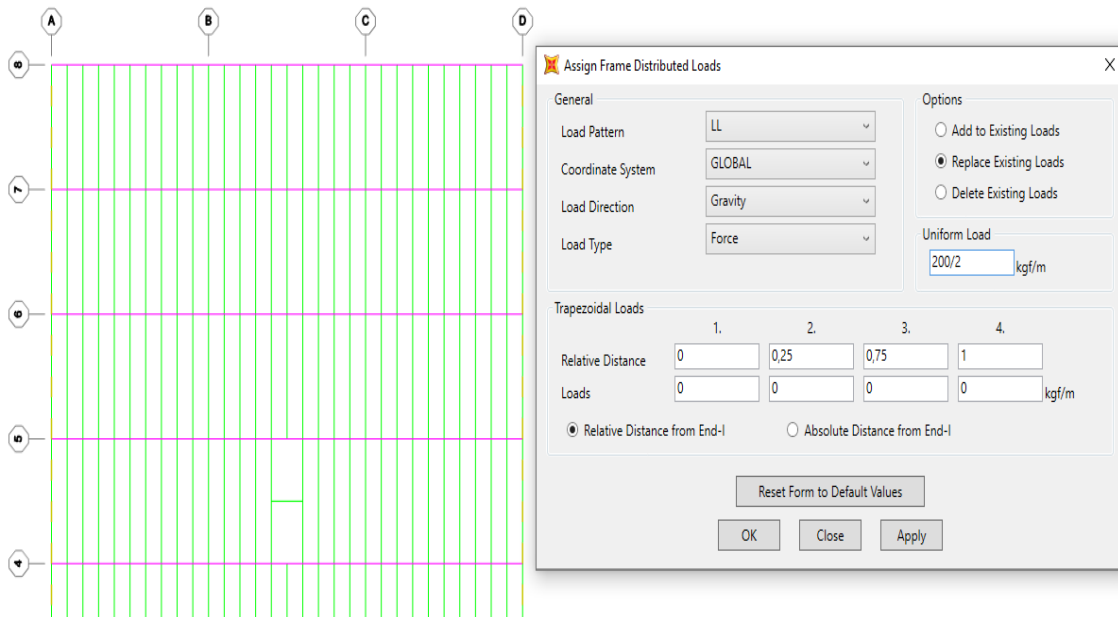 A B C D
8
7
6
5
4
Assign Frame Distributed Loads X
General
Load Pattern LL
Coordinate System GLOBAL
Load Direction Gravity
Load Type Force
Options
Add to Existing Loads
Replace Existing Loads
Delete Existing Loads
Uniform Load
200/2 kgf/m
Trapezoidal Loads
1. 2. 3. 4.
Relative Distance 0 0,25 0,75 1
Loads 0 0 0 0 kgf/m
Relative Distance from End-I Absolute Distance from End-I
Reset Form to Default Values
OK Close Apply